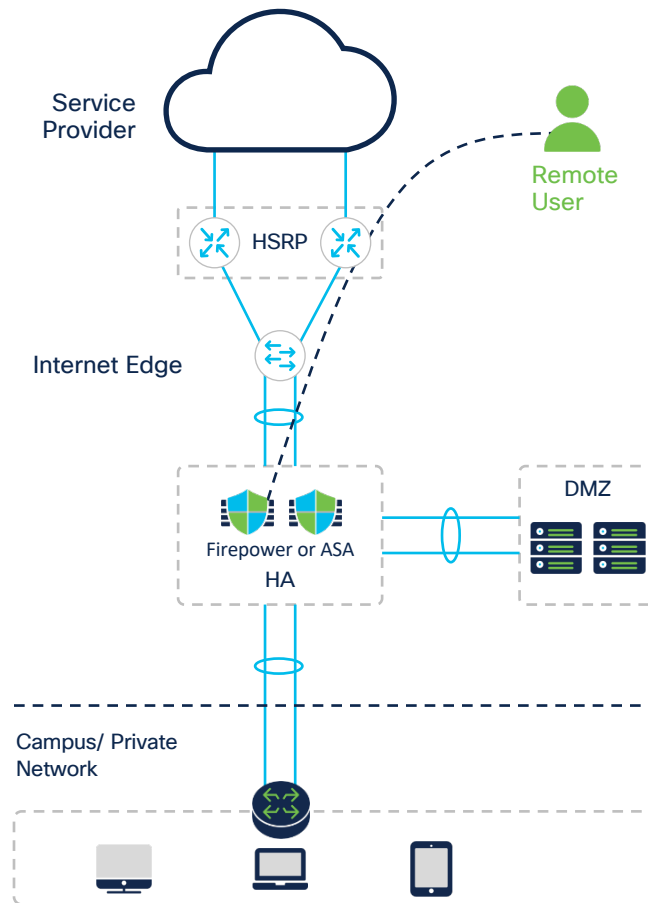 Service
Provider
Remote
User
HSRP
Internet Edge
DMZ
Firepower or ASA
HA
Campus/ Private
Network